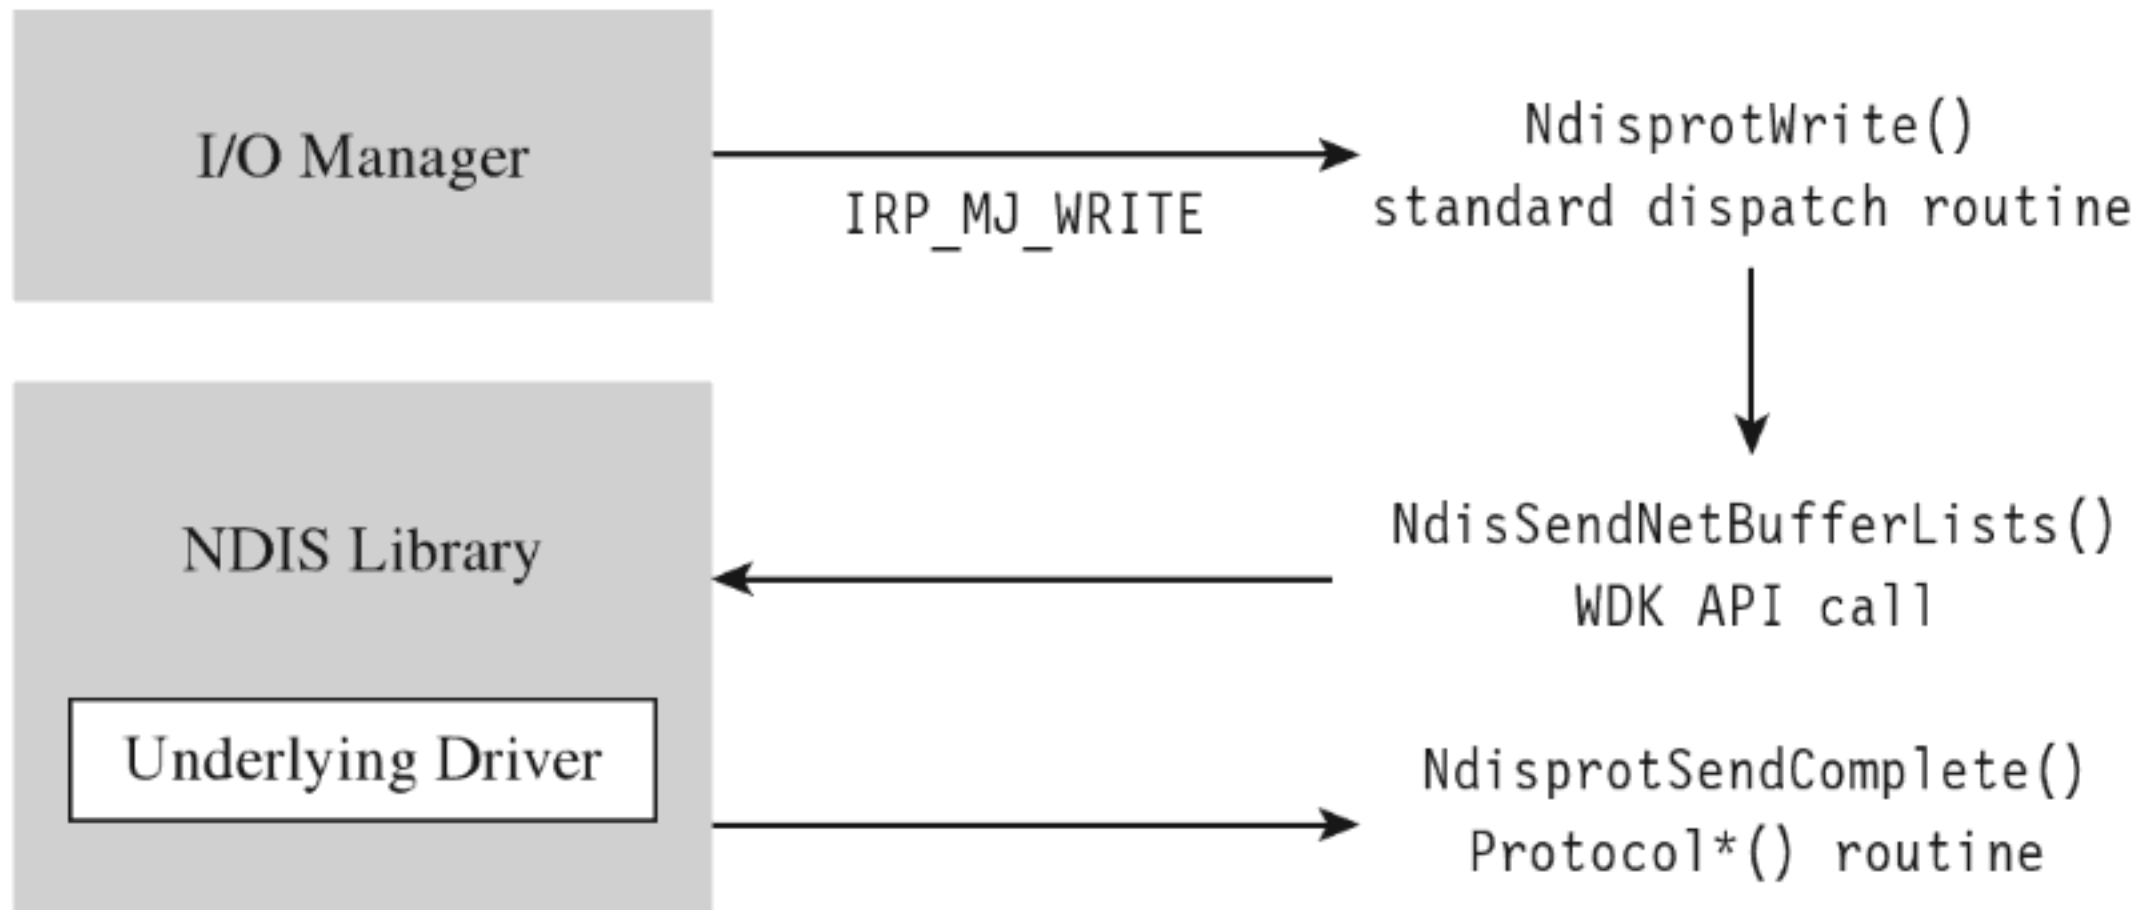 I/O Manager
IRP_MJ_WRITE
NdisprotWrite()
standard dispatch routine
NDIS Library
NdisSendNetBufferLists()
WDK API call
Underlying Driver
NdisprotSendComplete()
Protocol*() routine